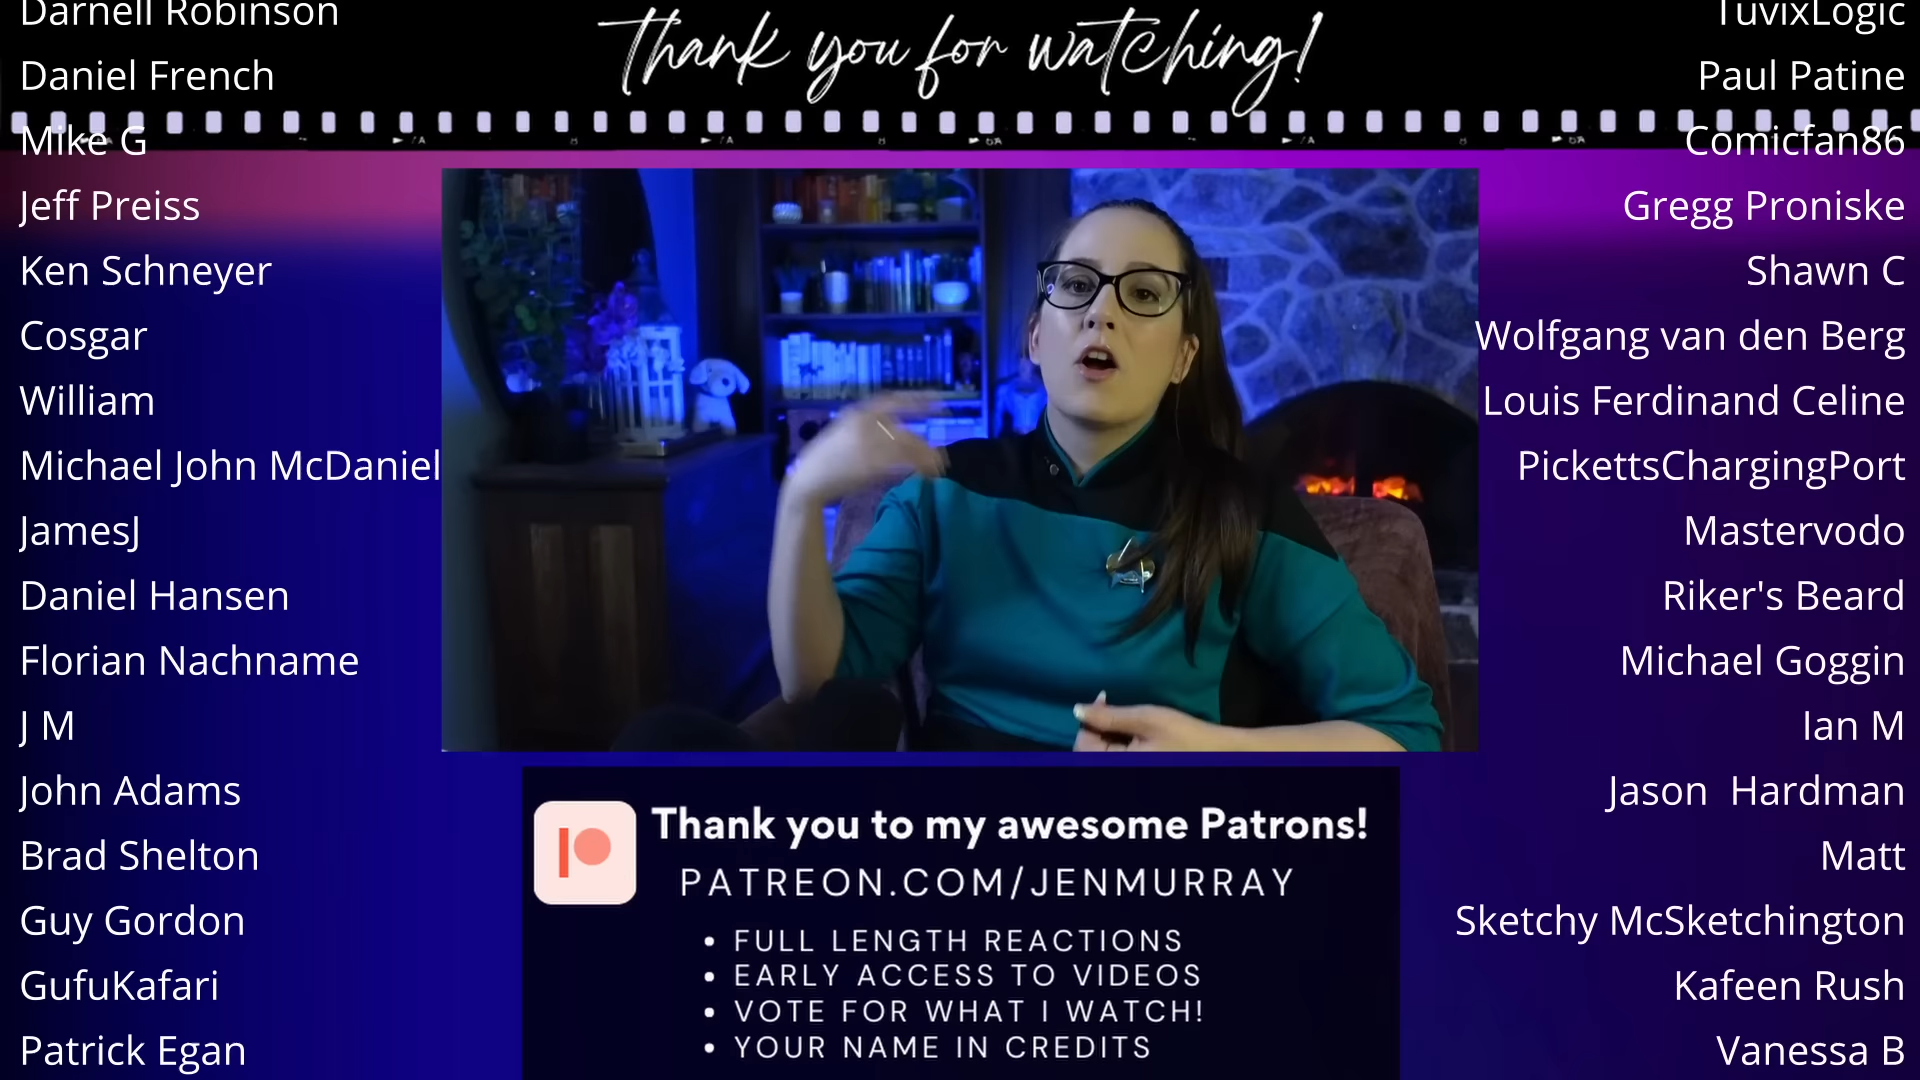 Thank you for watching!
Darnell Robinson
Daniel French
Mike G
Jeff Preiss
Ken Schneyer
Cosgar
William
Michael John McDaniel
JamesJ
Daniel Hansen
Florian Nachname
J M
John Adams
Brad Shelton
Guy Gordon
GufuKafari
Patrick Egan
Thank you to my awesome Patrons!
PATREON.COM/JENMURRAY
• FULL LENGTH REACTIONS
• EARLY ACCESS TO VIDEOS
• VOTE FOR WHAT I WATCH!
• YOUR NAME IN CREDITS
TuvixLogic
Paul Patine
Comicfan86
Gregg Proniske
Shawn C
Wolfgang van den Berg
Louis Ferdinand Celine
PickettsChargingPort
Mastervodo
Riker's Beard
Michael Goggin
Ian M
Jason  Hardman
Matt
Sketchy McSketchington
Kafeen Rush
Vanessa B